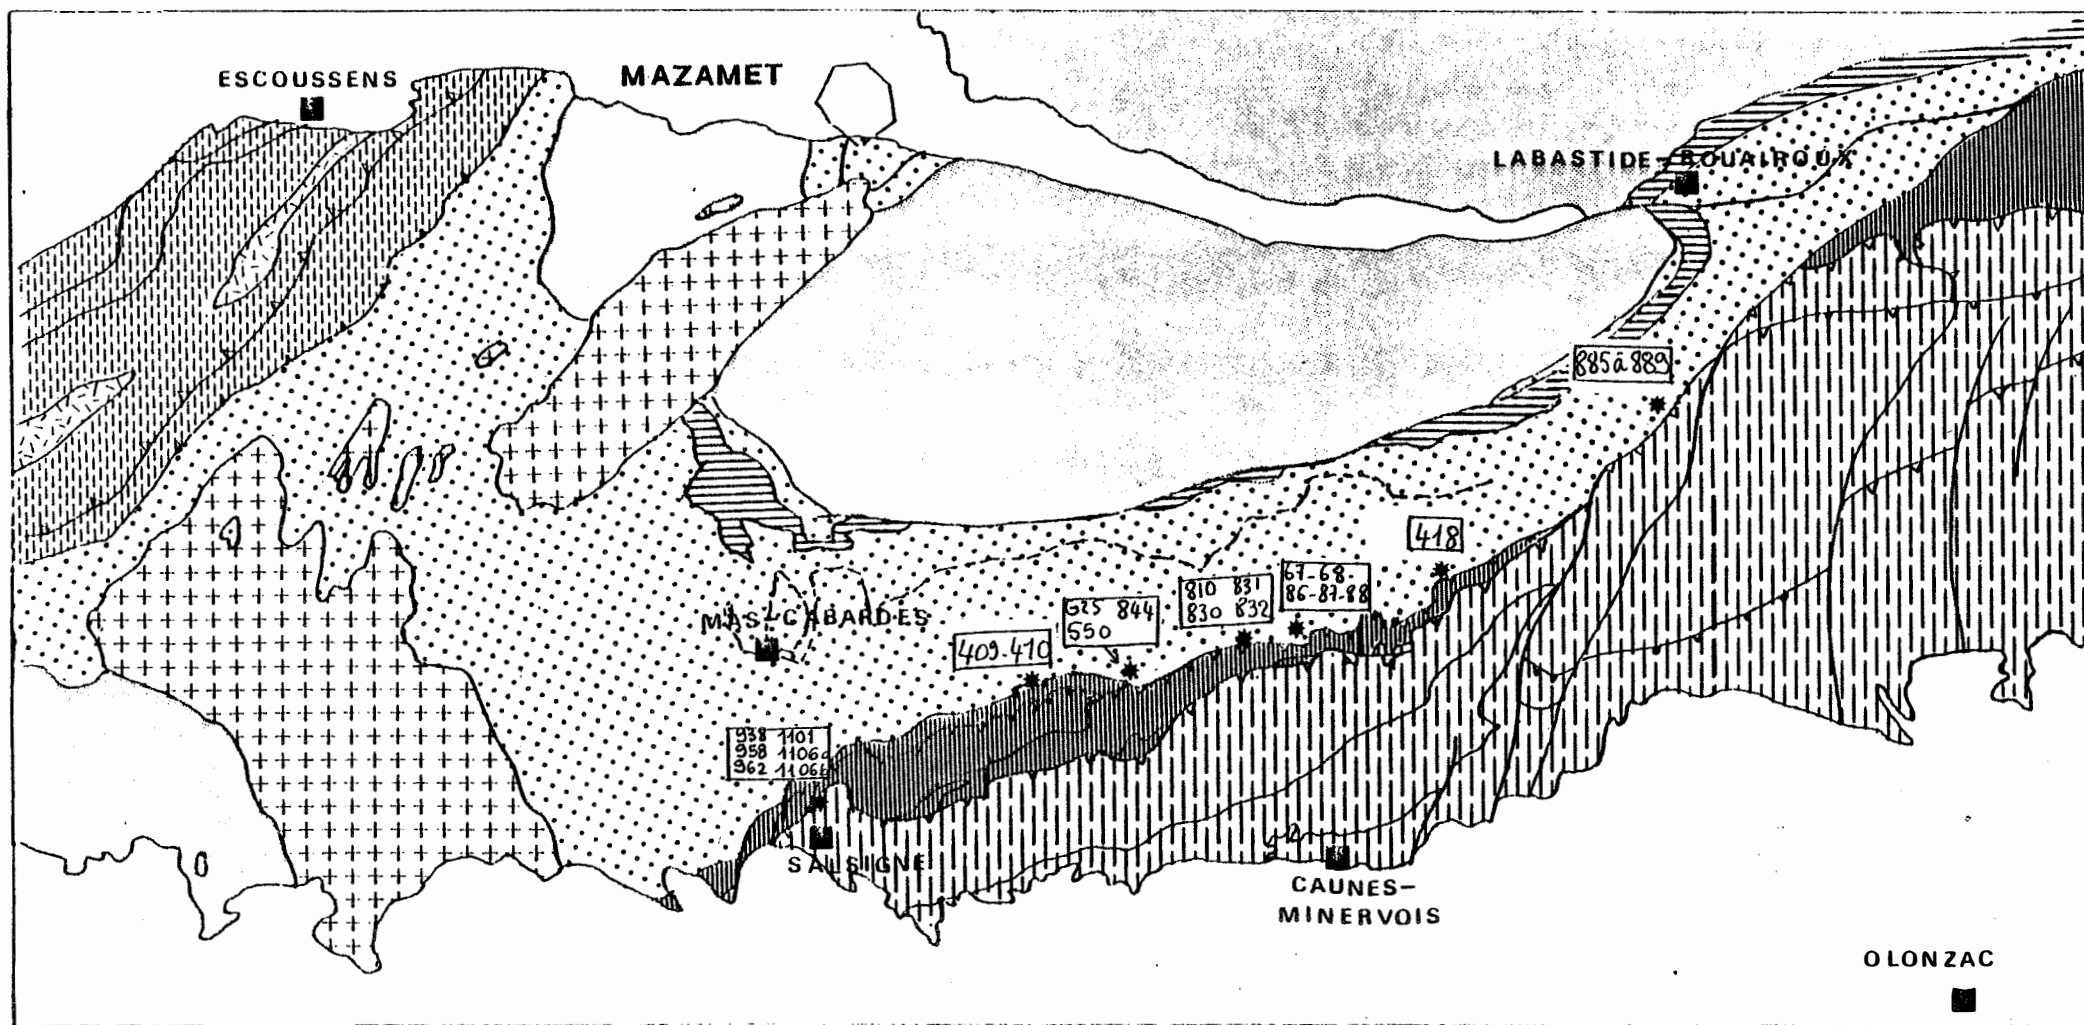 ESCOUSSENS
MAZAMET
LABASTIDE-ROUAIROUX
885 à 889
418
67-68
86-87-88
810 831
830 832
625 844
550
409-410
MAS-CABARDES
938 1101
958 1106a
962 1106b
SALSIGNE
CAUNES-
MINERVOIS
OLONZAC